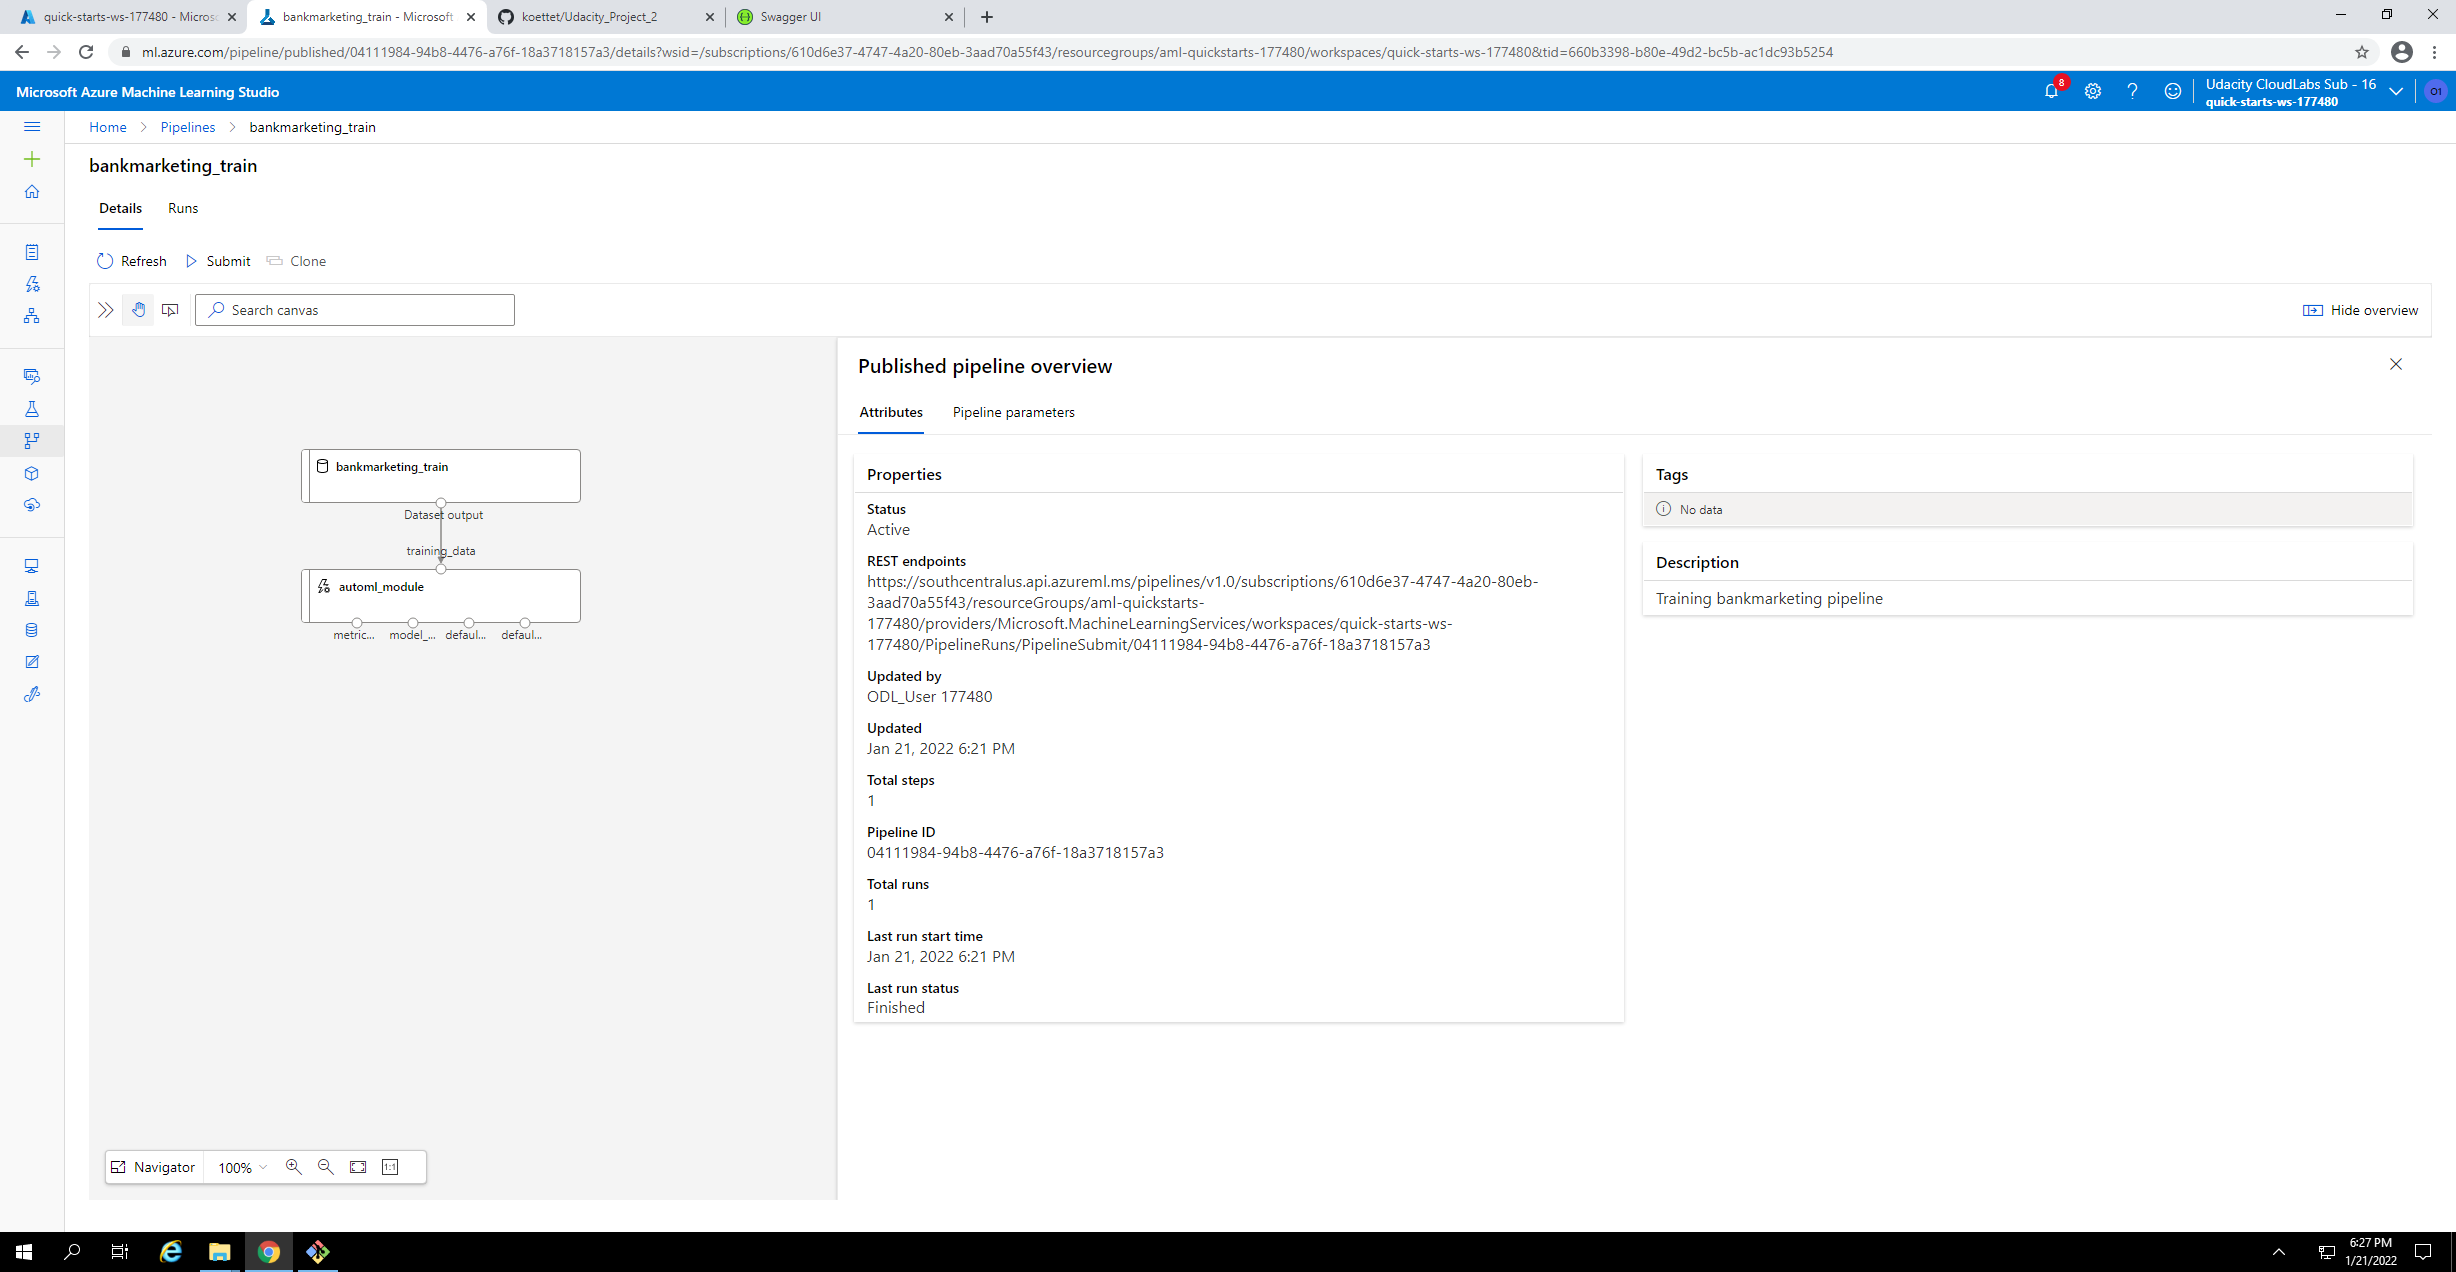 quick-starts-ws-177480 - Micros
bankmarketing_train - Microsoft
koettet/Udacity_Project_2
Swagger UI
ml.azure.com/pipeline/published/04111984-94b8-4476-a76f-18a3718157a3/details?wsid=/subscriptions/610d6e37-4747-4a20-80eb-3aad70a55f43/resourcegroups/aml-quickstarts-177480/workspaces/quick-starts-ws-177480&tid=660b3398-b80e-49d2-bc5b-ac1dc93b5254
Microsoft Azure Machine Learning Studio
8
Udacity CloudLabs Sub - 16
quick-starts-ws-177480
O1
Home
Pipelines
bankmarketing_train
bankmarketing_train
Details
Runs
Refresh
Submit
Clone
Search canvas
Hide overview
bankmarketing_train
Dataset output
training_data
automl_module
metric...
model_...
defaul...
defaul...
Navigator
100%
1:1
Published pipeline overview
Attributes
Pipeline parameters
Properties
Status
Active
REST endpoints
https://southcentralus.api.azureml.ms/pipelines/v1.0/subscriptions/610d6e37-4747-4a20-80eb-
3aad70a55f43/resourceGroups/aml-quickstarts-
177480/providers/Microsoft.MachineLearningServices/workspaces/quick-starts-ws-
177480/PipelineRuns/PipelineSubmit/04111984-94b8-4476-a76f-18a3718157a3
Updated by
ODL_User 177480
Updated
Jan 21, 2022 6:21 PM
Total steps
1
Pipeline ID
04111984-94b8-4476-a76f-18a3718157a3
Total runs
1
Last run start time
Jan 21, 2022 6:21 PM
Last run status
Finished
Tags
No data
Description
Training bankmarketing pipeline
6:27 PM
1/21/2022